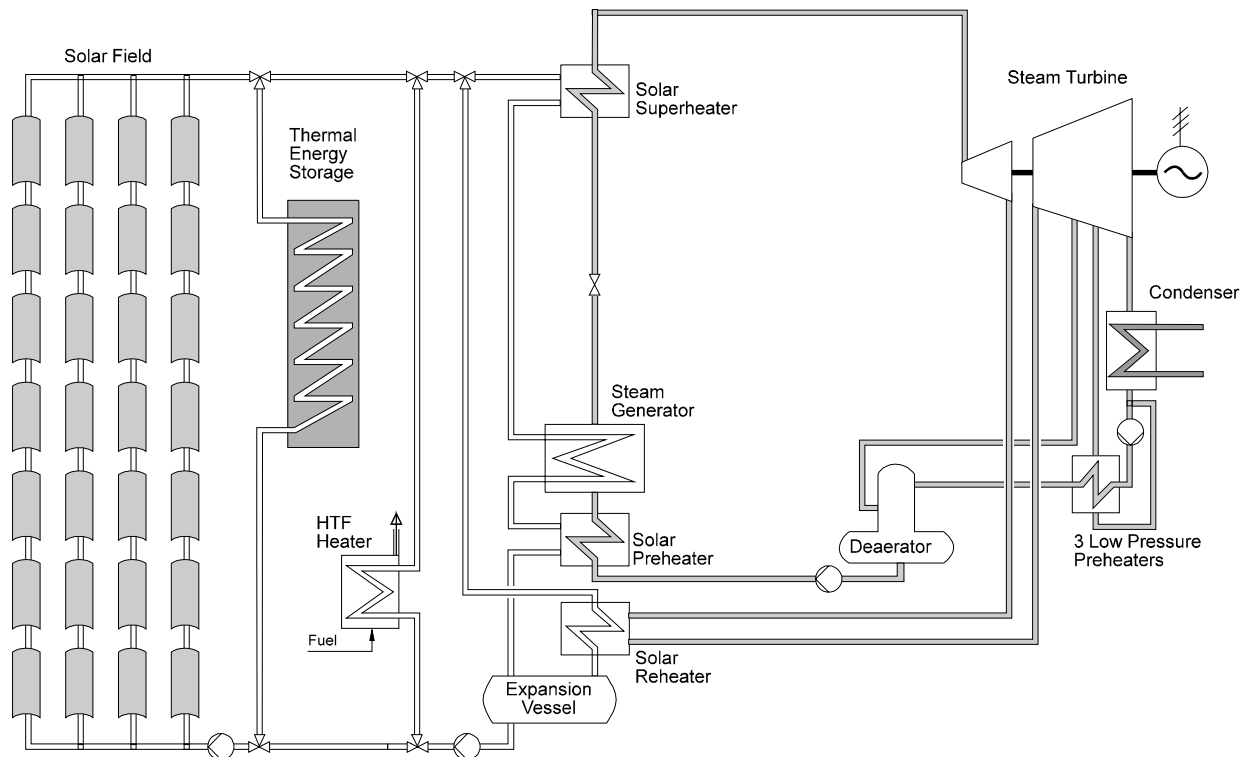 Solar Field
Steam Turbine
Solar
Superheater
Thermal
Energy
Storage
Condenser
Steam
Generator
HTF
Heater
Solar
Preheater
Deaerator
3 Low Pressure
Preheaters
Fuel
Solar
Reheater
Expansion
Vessel